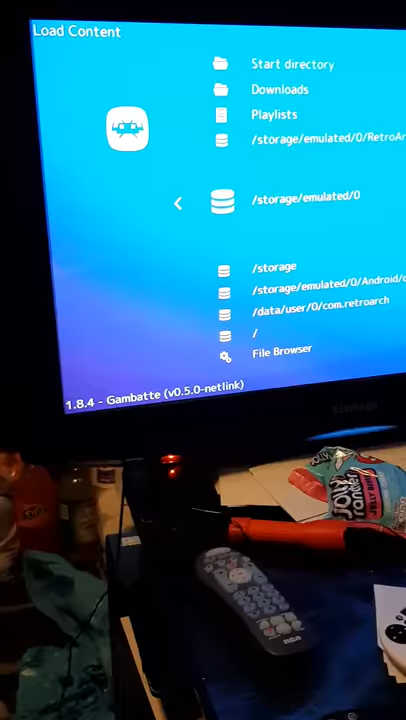 Load Content
Start directory
Downloads
Playlists
/storage/emulated/0/RetroAr
/storage/emulated/0
/storage
/storage/emulated/0/Android/
/data/user/0/com.retroarch
/
File Browser
1.8.4 - Gambatte (v0.5.0-netlink)
SAMSUNG
JOLLY
RANCHER
RCA